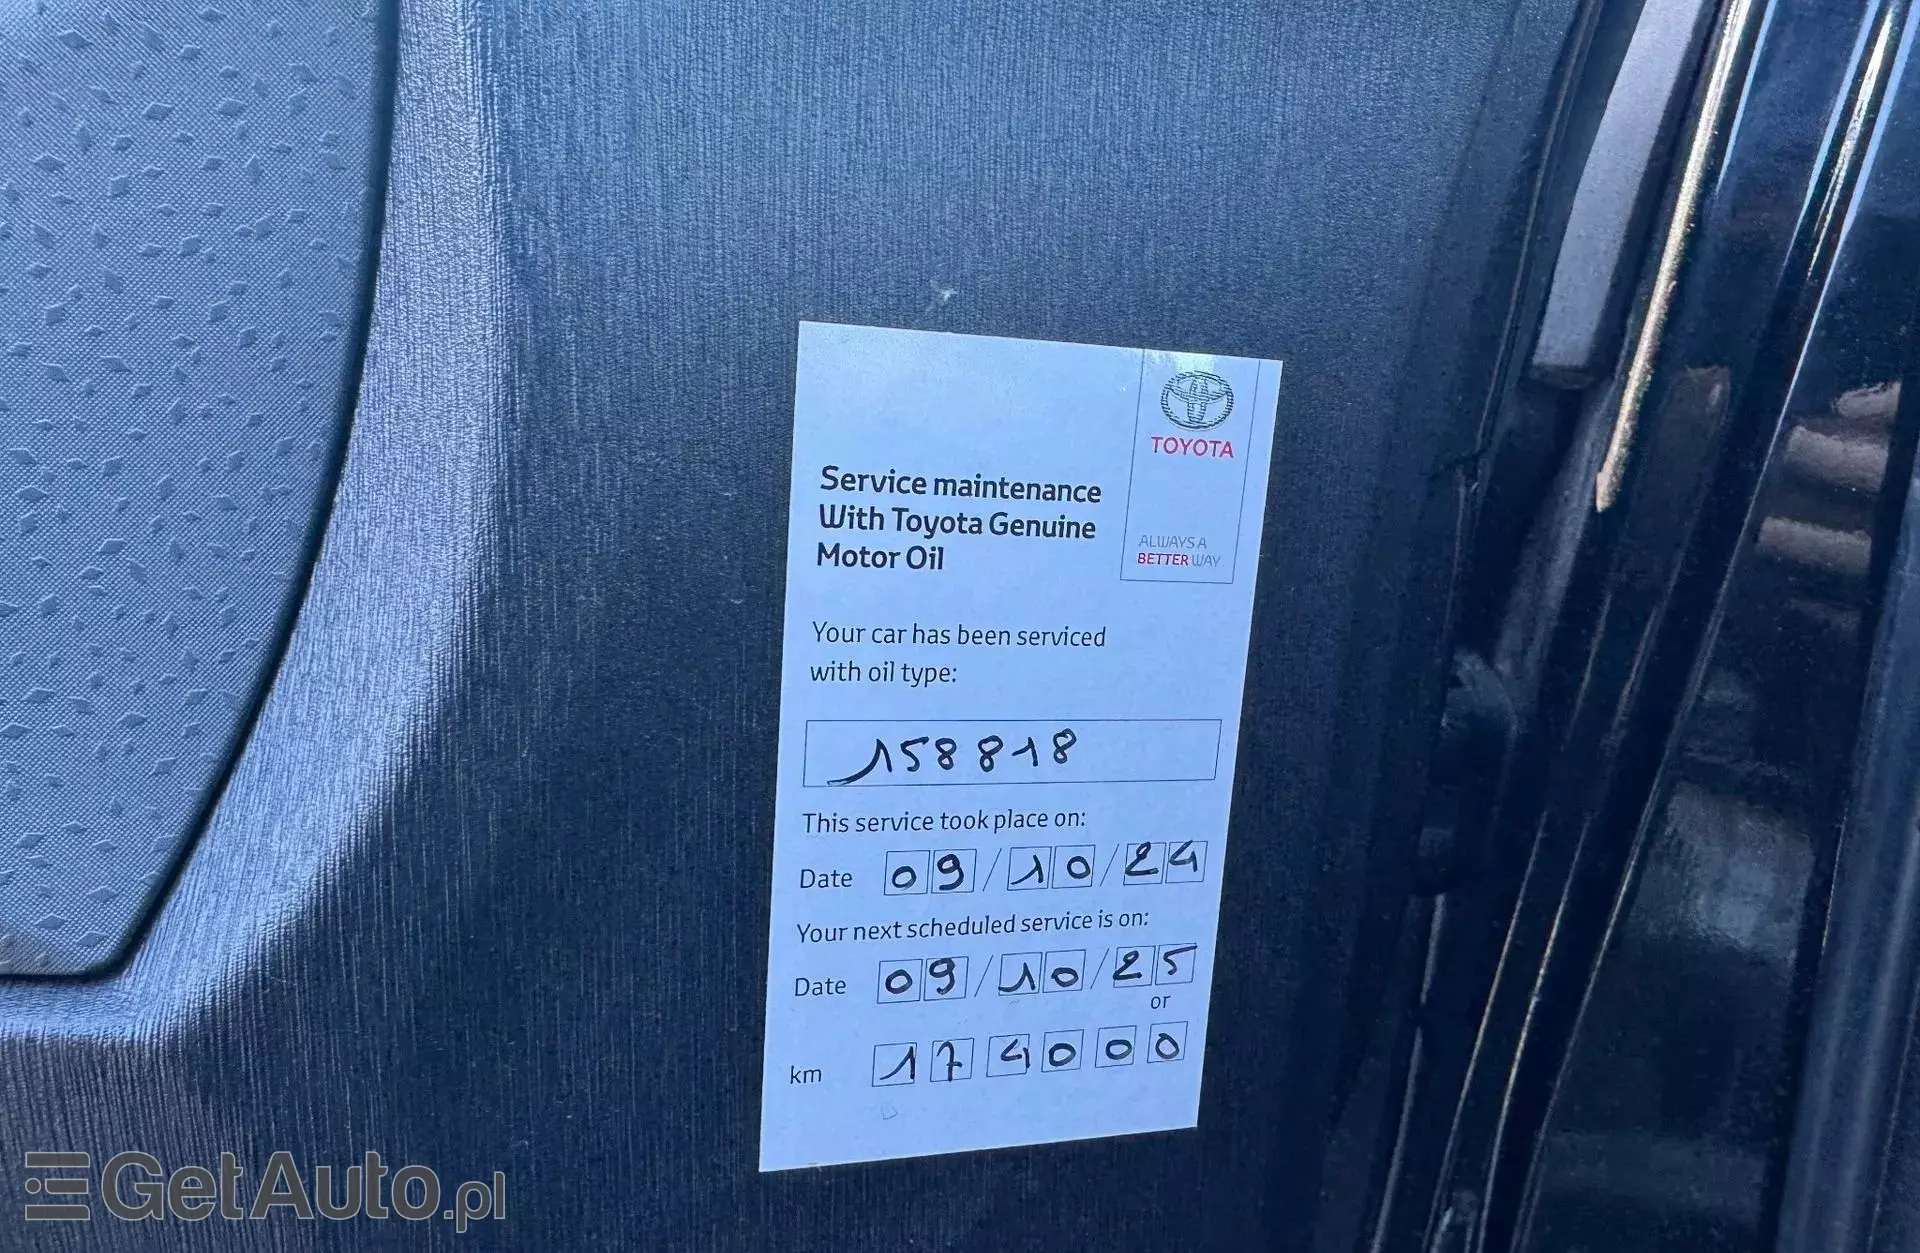 TOYOTA
Service maintenance
With Toyota Genuine
Motor Oil
ALWAYS A
BETTER WAY
Your car has been serviced
with oil type:
158818
This service took place on:
Date 09/10/24
Your next scheduled service is on:
Date 09/10/25
or
km 174000
GetAuto.pl